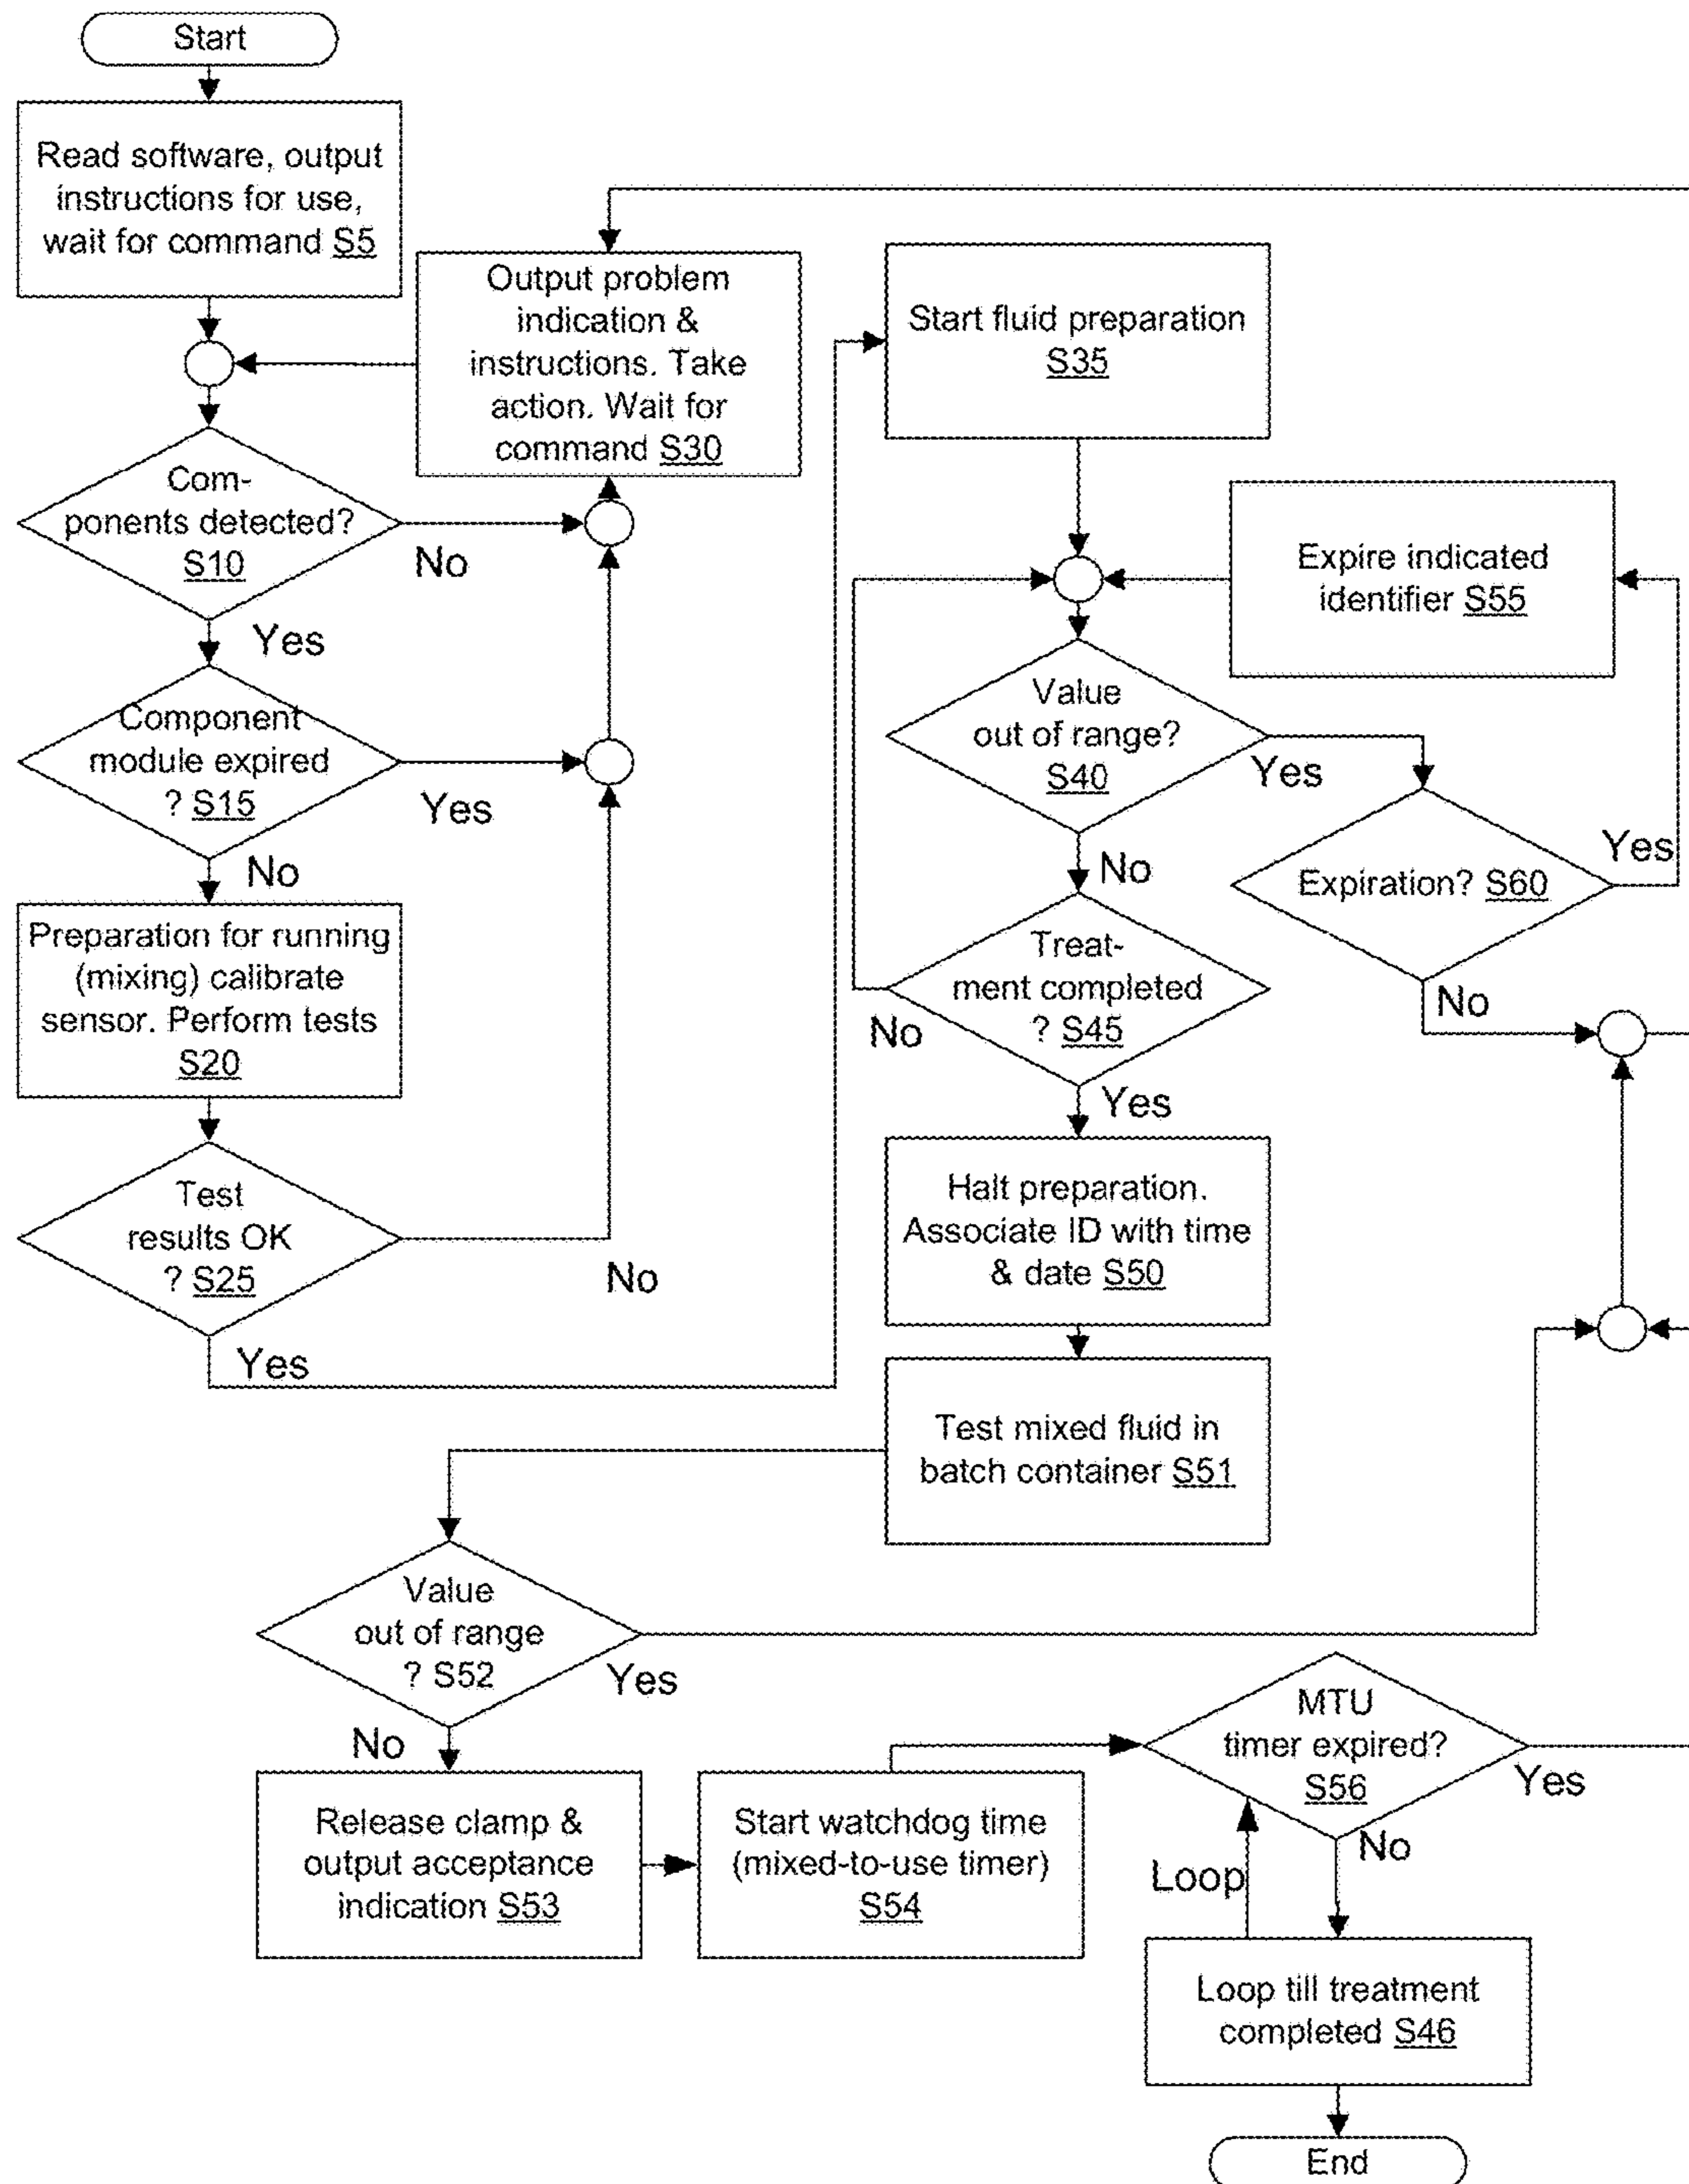 Start
Read software, output
instructions for use,
wait for command S5
Output problem
indication &
instructions. Take
action. Wait for
command S30
Com-
ponents detected?
S10
No
Yes
Component
module expired
? S15
Yes
No
Preparation for running
(mixing) calibrate
sensor. Perform tests
S20
Test
results OK
? S25
No
Yes
Start fluid preparation
S35
Expire indicated
identifier S55
Value
out of range?
S40
Yes
No
Expiration? S60
Yes
No
Treat-
ment completed
? S45
No
Yes
Halt preparation.
Associate ID with time
& date S50
Test mixed fluid in
batch container S51
Value
out of range
? S52
Yes
No
Release clamp &
output acceptance
indication S53
Start watchdog time
(mixed-to-use timer)
S54
MTU
timer expired?
S56
Yes
No
Loop
Loop till treatment
completed S46
End